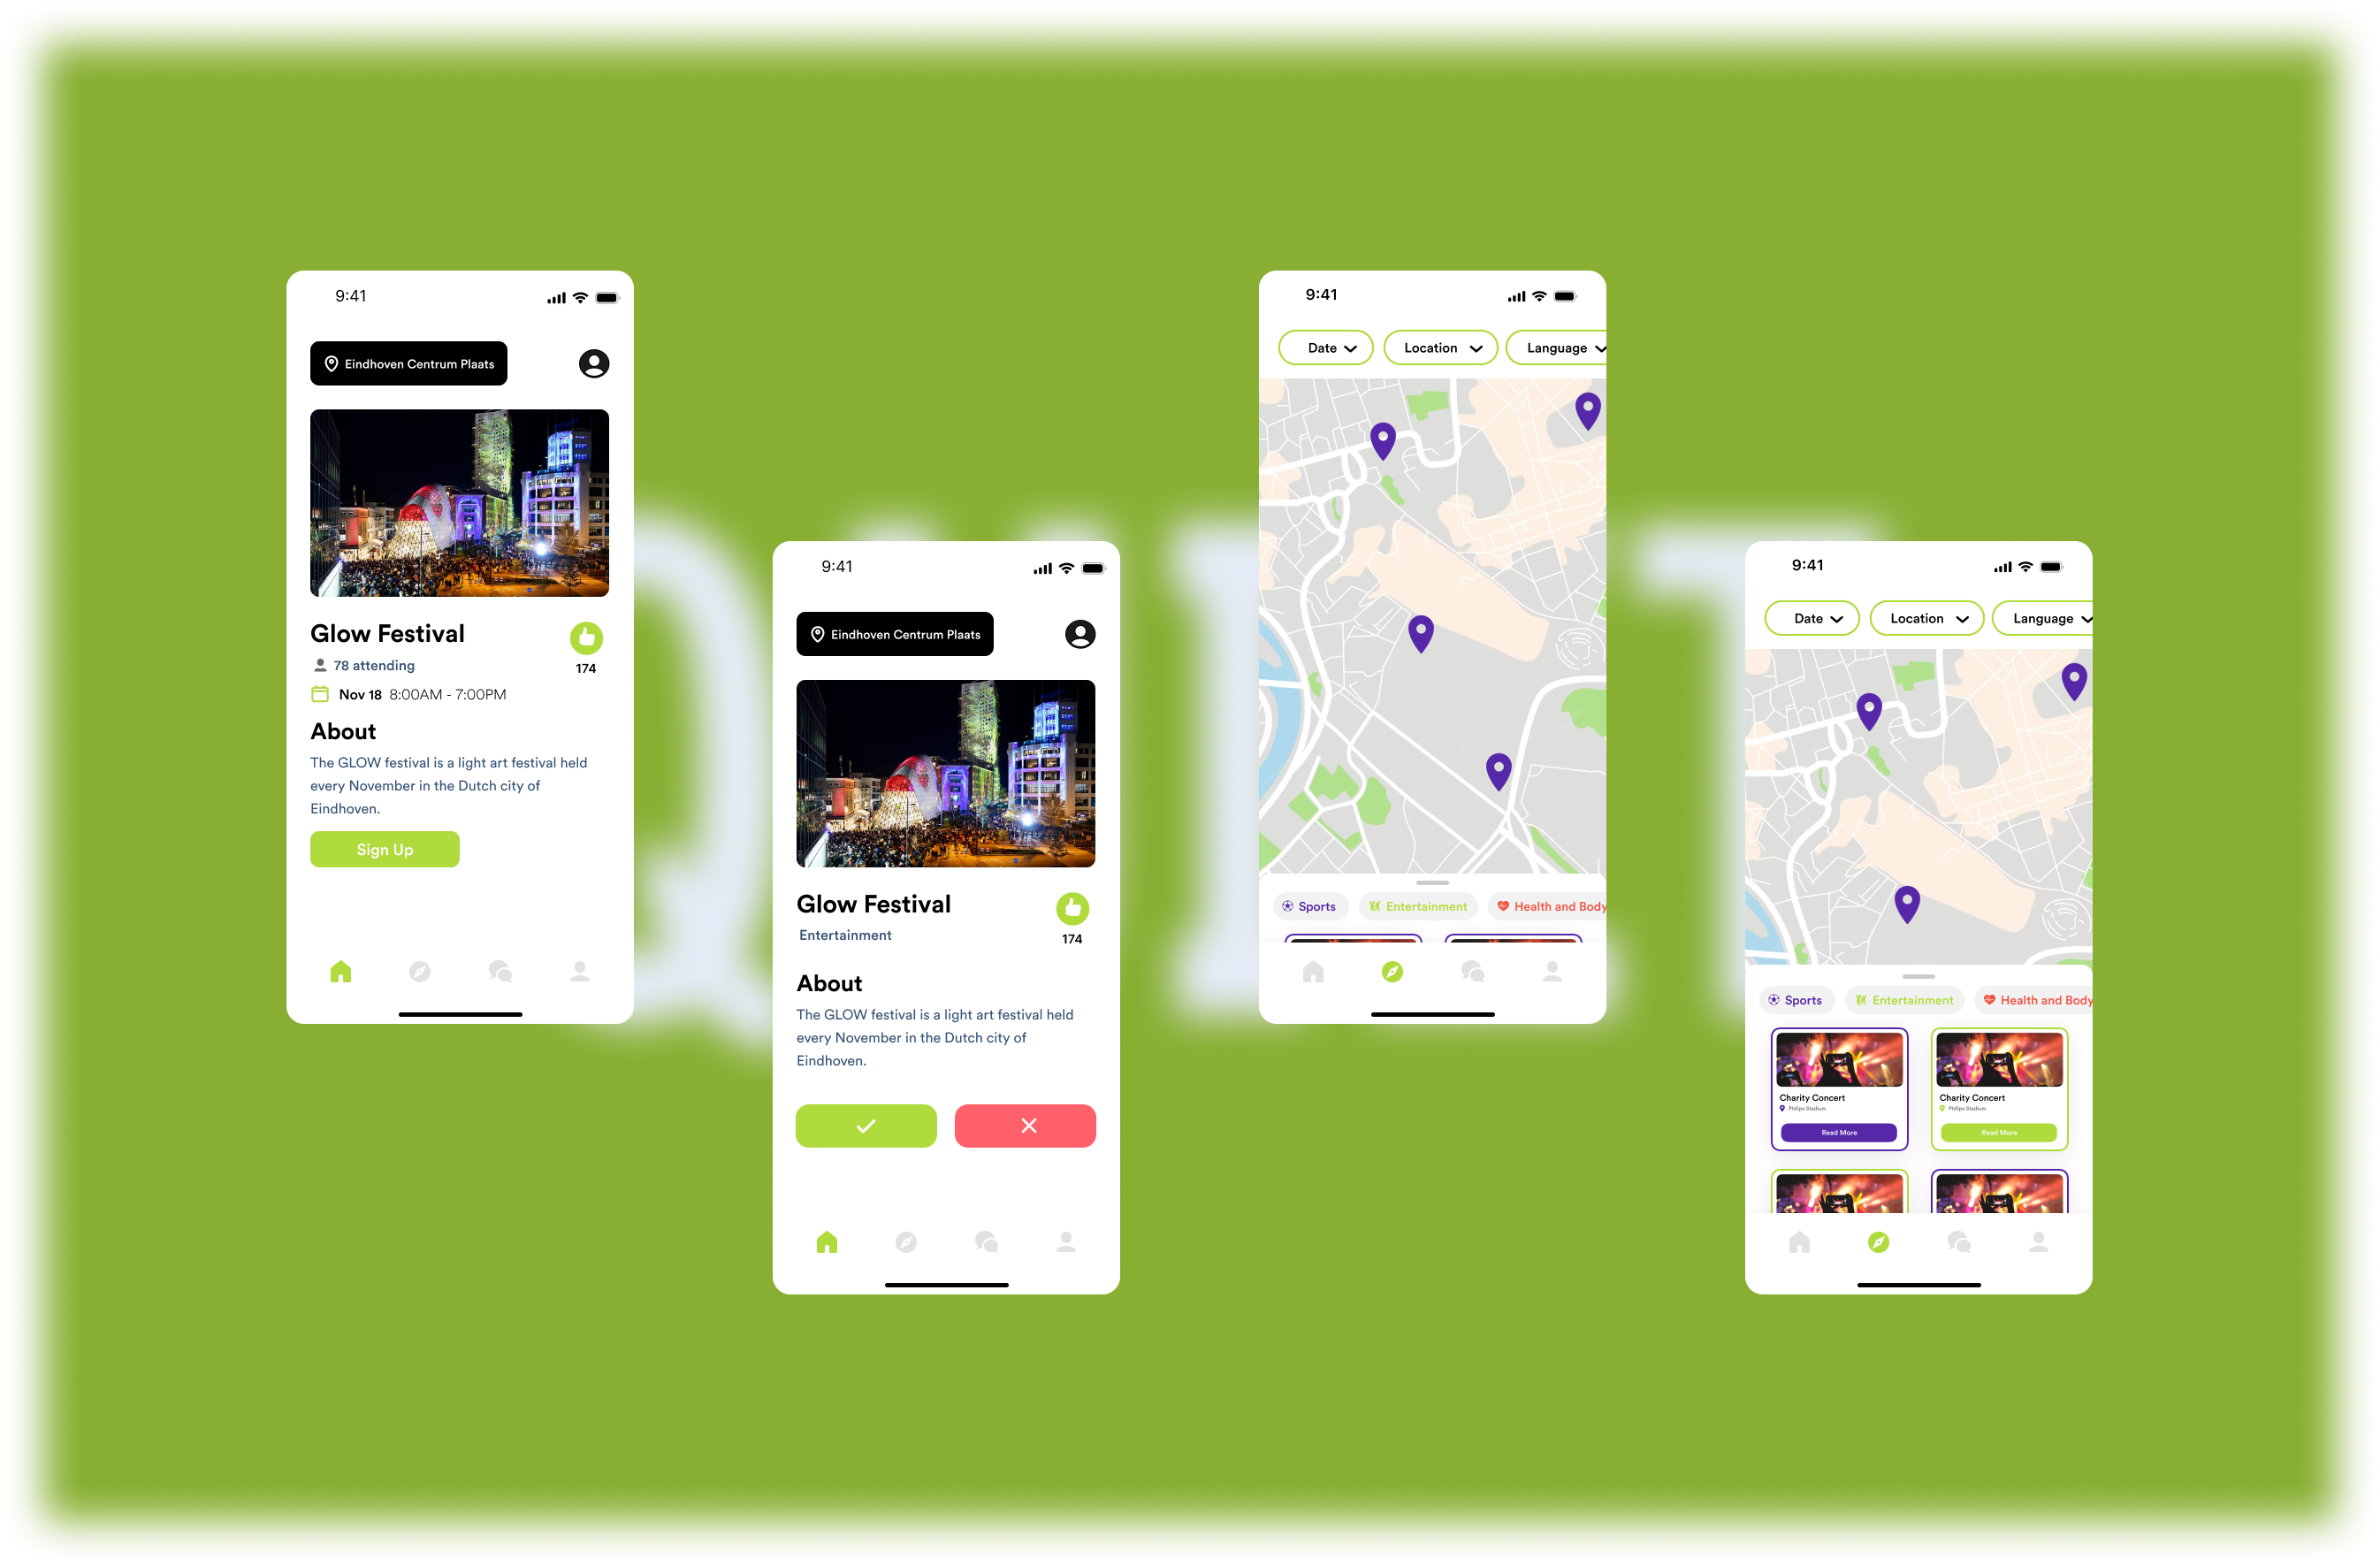 9:41
Eindhoven Centrum Plaats
Glow Festival
78 attending
174
Nov 18 8:00AM - 7:00PM
About
The GLOW festival is a light art festival held
every November in the Dutch city of
Eindhoven.
Sign Up
9:41
Eindhoven Centrum Plaats
Glow Festival
Entertainment
174
About
The GLOW festival is a light art festival held
every November in the Dutch city of
Eindhoven.
9:41
Date
Location
Language
Sports
Entertainment
Health and Body
9:41
Date
Location
Language
Sports
Entertainment
Health and Body
Charity Concert
Philips Stadium
Read More
Charity Concert
Philips Stadium
Read More